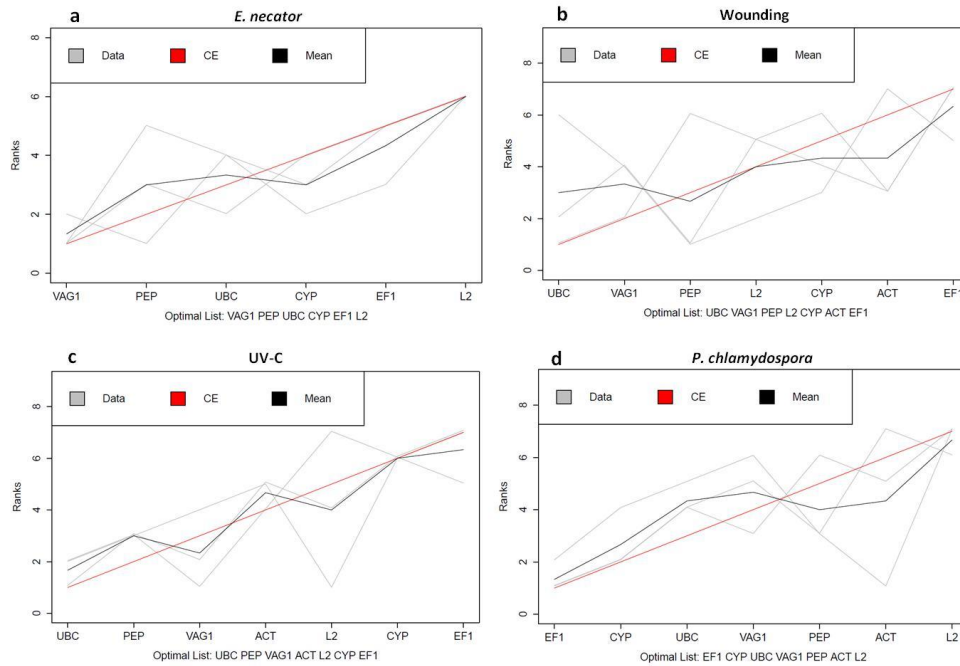 a E. necator
8
6
4
2
0
Ranks
Data CE Mean
VAG1 PEP UBC CYP EF1 L2
Optimal List: VAG1 PEP UBC CYP EF1 L2
b Wounding
8
6
4
2
0
Ranks
Data CE Mean
UBC VAG1 PEP L2 CYP ACT EF1
Optimal List: UBC VAG1 PEP L2 CYP ACT EF1
c UV-C
8
6
4
2
0
Ranks
Data CE Mean
UBC PEP VAG1 ACT L2 CYP EF1
Optimal List: UBC PEP VAG1 ACT L2 CYP EF1
d P. chlamydospora
8
6
4
2
0
Ranks
Data CE Mean
EF1 CYP UBC VAG1 PEP ACT L2
Optimal List: EF1 CYP UBC VAG1 PEP ACT L2